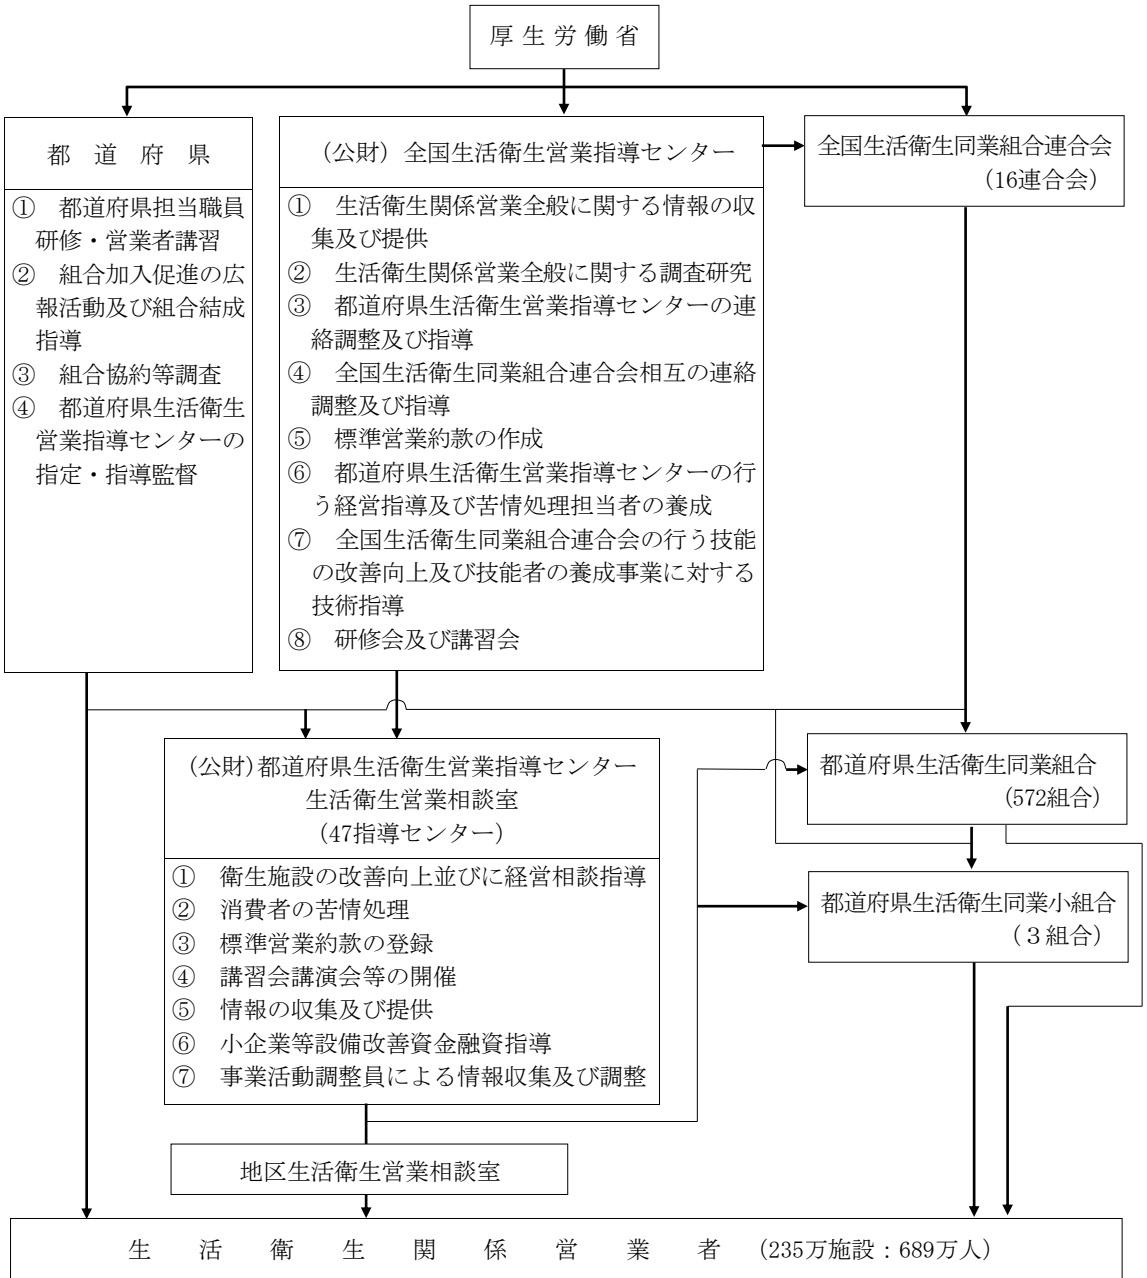 厚生労働省
都道府県
① 都道府県担当職員
研修・営業者講習
② 組合加入促進の広
報活動及び組合結成
指導
③ 組合協約等調査
④ 都道府県生活衛生
営業指導センターの
指定・指導監督
(公財) 全国生活衛生営業指導センター
① 生活衛生関係営業全般に関する情報の収
集及び提供
② 生活衛生関係営業全般に関する調査研究
③ 都道府県生活衛生営業指導センターの連
絡調整及び指導
④ 全国生活衛生同業組合連合会相互の連絡
調整及び指導
⑤ 標準営業約款の作成
⑥ 都道府県生活衛生営業指導センターの行
う経営指導及び苦情処理担当者の養成
⑦ 全国生活衛生同業組合連合会の行う技能
の改善向上及び技能者の養成事業に対する
技術指導
⑧ 研修会及び講習会
全国生活衛生同業組合連合会
(16連合会)
(公財)都道府県生活衛生営業指導センター
生活衛生営業相談室
(47指導センター)
① 衛生施設の改善向上並びに経営相談指導
② 消費者の苦情処理
③ 標準営業約款の登録
④ 講習会講演会等の開催
⑤ 情報の収集及び提供
⑥ 小企業等設備改善資金融資指導
⑦ 事業活動調整員による情報収集及び調整
都道府県生活衛生同業組合
(572組合)
都道府県生活衛生同業小組合
(3組合)
地区生活衛生営業相談室
生活衛生関係営業者 (235万施設:689万人)